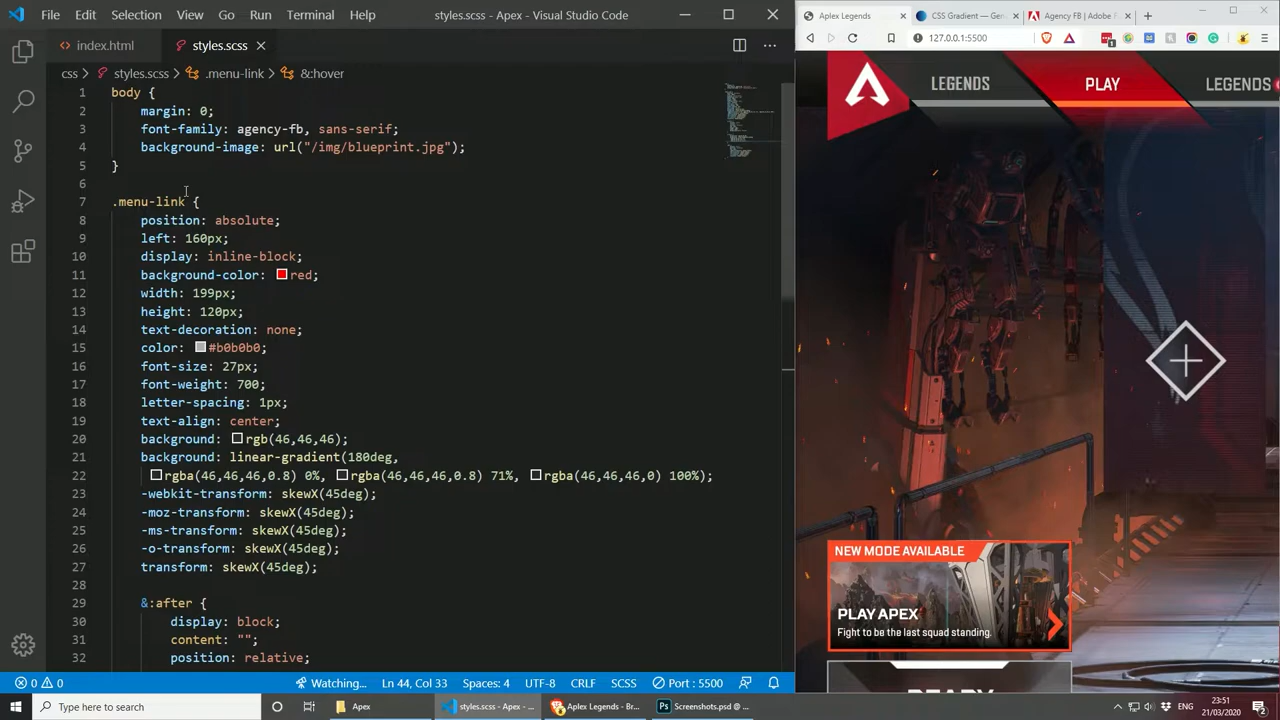 File Edit Selection View Go Run Terminal Help styles.scss - Apex - Visual Studio Code
index.html styles.scss
css > styles.scss > .menu-link > &:hover
1 body {
2 margin: 0;
3 font-family: agency-fb, sans-serif;
4 background-image: url("/img/blueprint.jpg");
5 }
6
7 .menu-link {
8 position: absolute;
9 left: 160px;
10 display: inline-block;
11 background-color: red;
12 width: 199px;
13 height: 120px;
14 text-decoration: none;
15 color: #b0b0b0;
16 font-size: 27px;
17 font-weight: 700;
18 letter-spacing: 1px;
19 text-align: center;
20 background: rgb(46,46,46);
21 background: linear-gradient(180deg,
22 rgba(46,46,46,0.8) 0%, rgba(46,46,46,0.8) 71%, rgba(46,46,46,0) 100%);
23 -webkit-transform: skewX(45deg);
24 -moz-transform: skewX(45deg);
25 -ms-transform: skewX(45deg);
26 -o-transform: skewX(45deg);
27 transform: skewX(45deg);
28
29 &:after {
30 display: block;
31 content: "";
32 position: relative;
0 0 Watching... Ln 44, Col 33 Spaces: 4 UTF-8 CRLF SCSS Port : 5500
Aplex Legends CSS Gradient — Gen Agency FB | Adobe F
127.0.0.1:5500
LEGENDS PLAY LEGENDS
NEW MODE AVAILABLE
PLAY APEX
Fight to be the last squad standing.
READY
Type here to search Apex styles.scss - Apex - ... Aplex Legends - Br... Screenshots.psd @ ... ENG 23:51
21/03/2020 2